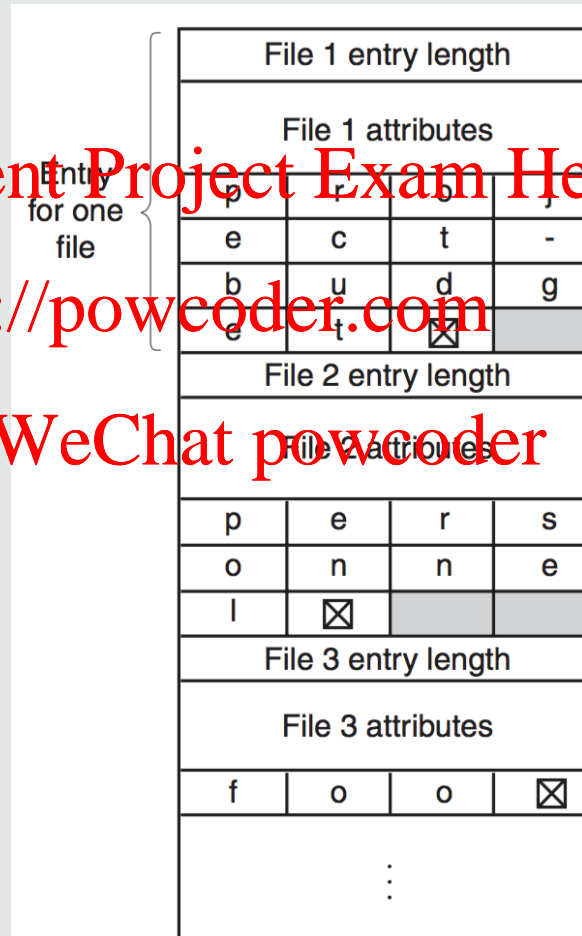 File 1 entry length
File 1 attributes
ent Project Exam He
Entry
for one
file
p r o j
e c t -
b u d g
e t ☒
://powcoder.com
File 2 entry length
File 2 attributes
WeChat powcoder
p e r s
o n n e
l ☒
File 3 entry length
File 3 attributes
f o o ☒
⋮